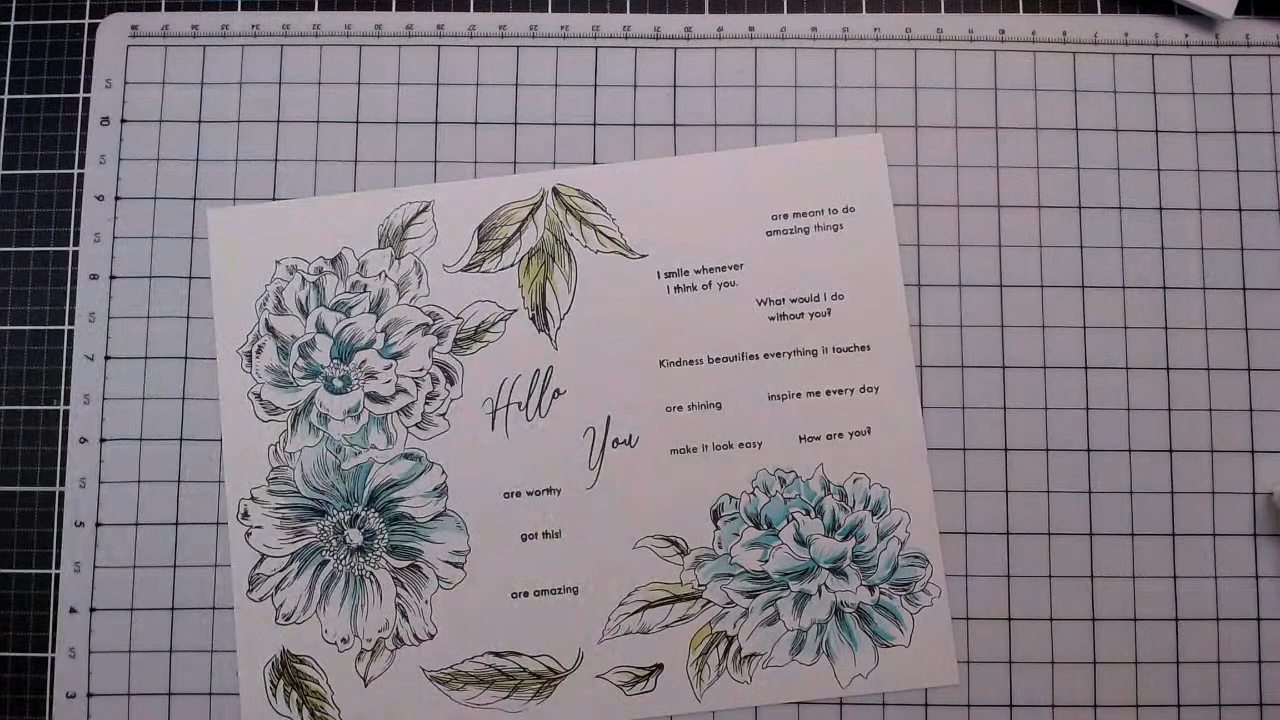 are meant to do
amazing things
I smile whenever
I think of you.
What would I do
without you?
Kindness beautifies everything it touches
Hello
are shining
inspire me every day
You
make it look easy
How are you?
are worthy
got this!
are amazing